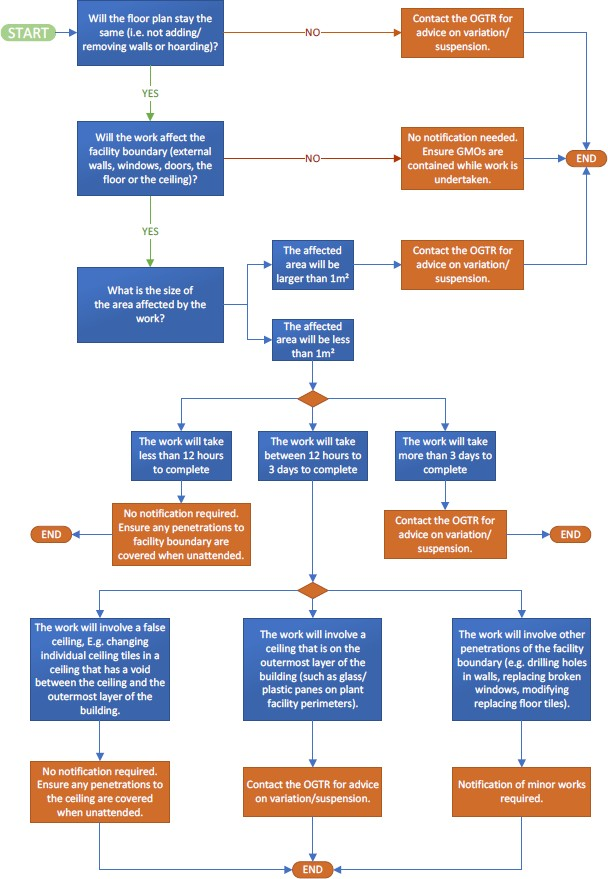 START
Will the floor plan stay the
same (i.e. not adding/
removing walls or hoarding)?
NO
Contact the OGTR for
advice on variation/
suspension.
YES
Will the work affect the
facility boundary (external
walls, windows, doors, the
floor or the ceiling)?
NO
No notification needed.
Ensure GMOs are
contained while work is
undertaken.
END
YES
What is the size of
the area affected by the
work?
The affected
area will be
larger than 1m²
Contact the OGTR for
advice on variation/
suspension.
The affected
area will be less
than 1m²
The work will take
less than 12 hours
to complete
The work will take
between 12 hours to
3 days to complete
The work will take
more than 3 days to
complete
END
No notification required.
Ensure any penetrations to
facility boundary are
covered when unattended.
Contact the OGTR for
advice on variation/
suspension.
END
The work will involve a false
ceiling, E.g. changing
individual ceiling tiles in a
ceiling that has a void
between the ceiling and the
outermost layer of the
building.
The work will involve a
ceiling that is on the
outermost layer of the
building (such as glass/
plastic panes on plant
facility perimeters).
The work will involve other
penetrations of the facility
boundary (e.g. drilling holes
in walls, replacing broken
windows, modifying
replacing floor tiles).
No notification required.
Ensure any penetrations to
the ceiling are covered
when unattended.
Contact the OGTR for advice
on variation/suspension.
Notification of minor works
required.
END